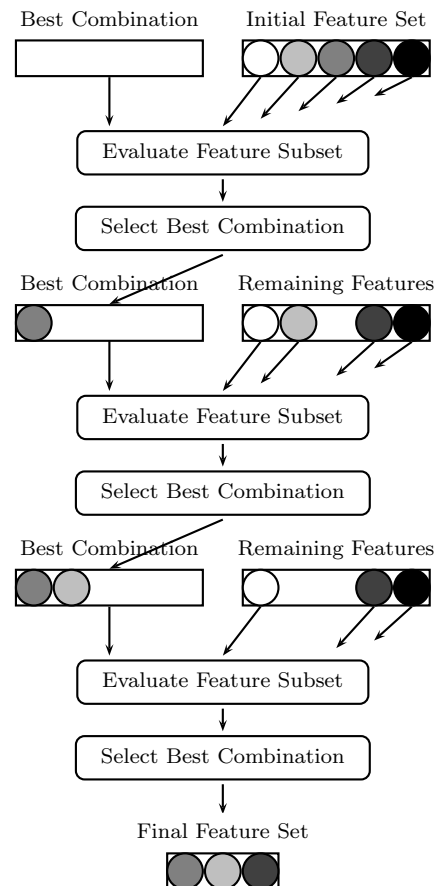 Best Combination
Initial Feature Set
Evaluate Feature Subset
Select Best Combination
Best Combination
Remaining Features
Evaluate Feature Subset
Select Best Combination
Best Combination
Remaining Features
Evaluate Feature Subset
Select Best Combination
Final Feature Set